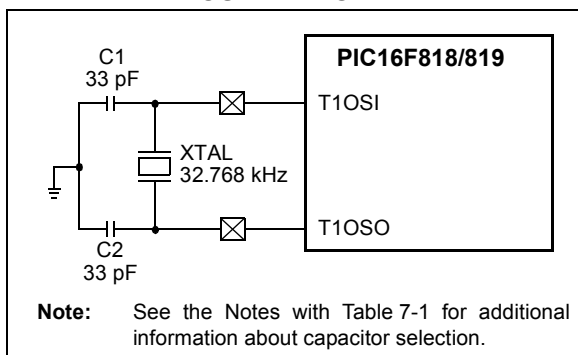 C1
33 pF
PIC16F818/819
T1OSI
XTAL
32.768 kHz
T1OSO
C2
33 pF
Note: See the Notes with Table 7-1 for additional
information about capacitor selection.